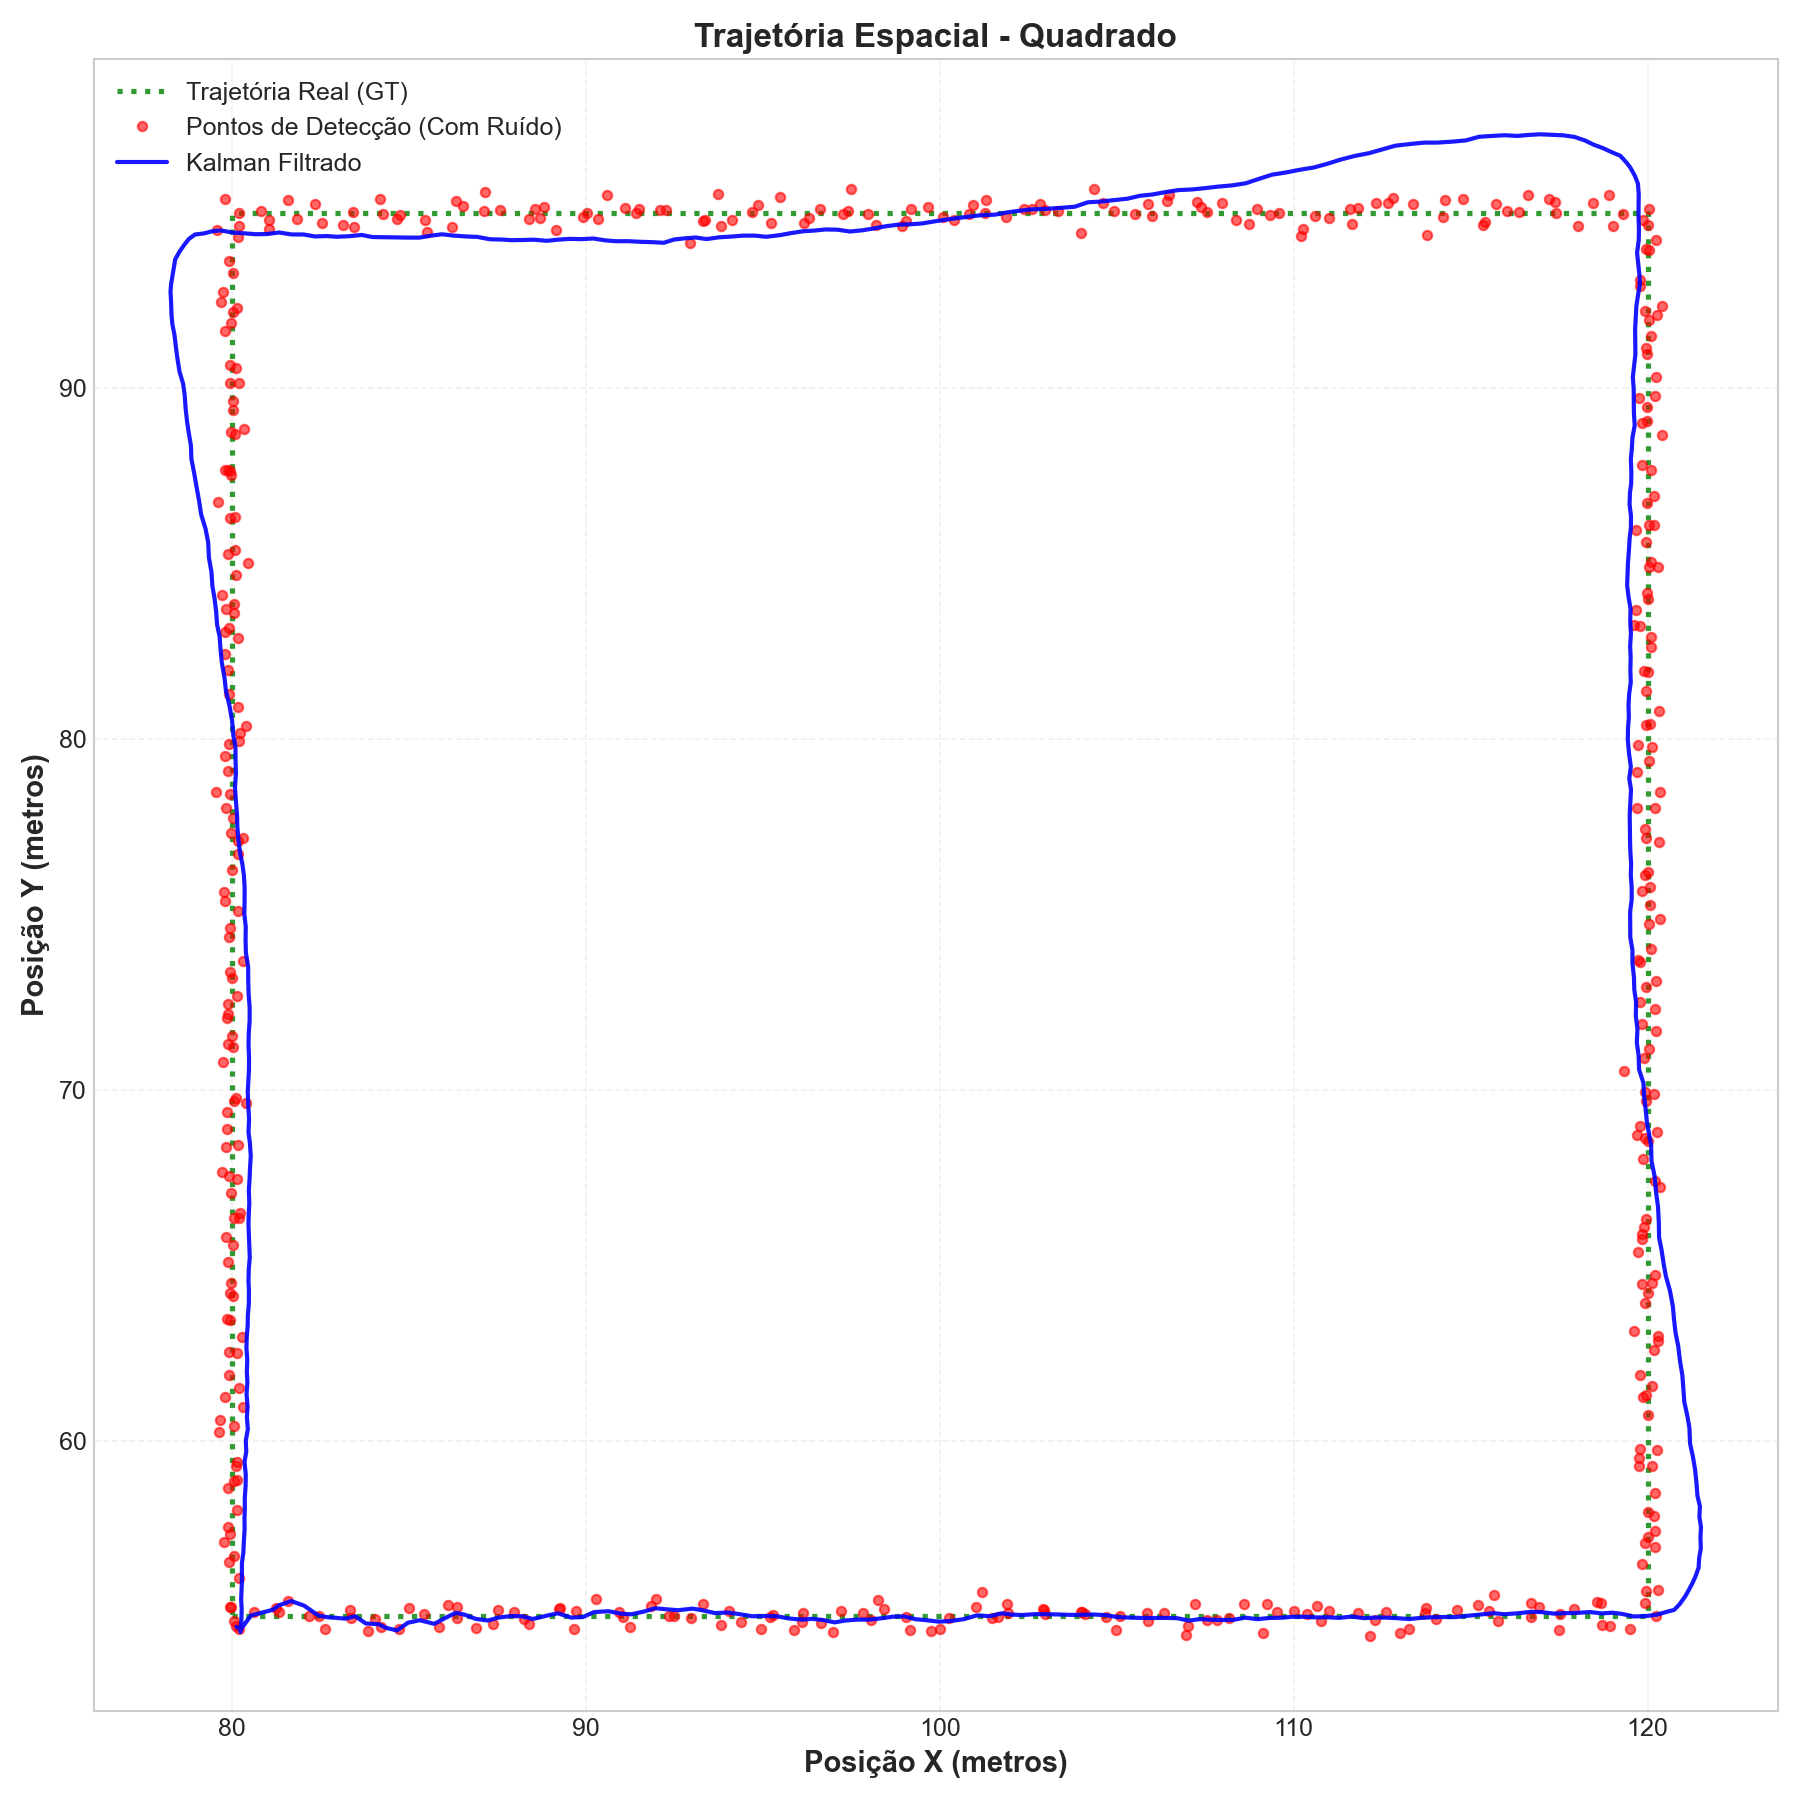 Trajetória Espacial - Quadrado
Trajetória Real (GT)
Pontos de Detecção (Com Ruído)
Kalman Filtrado
90
80
70
60
Posição Y (metros)
80 90 100 110 120
Posição X (metros)